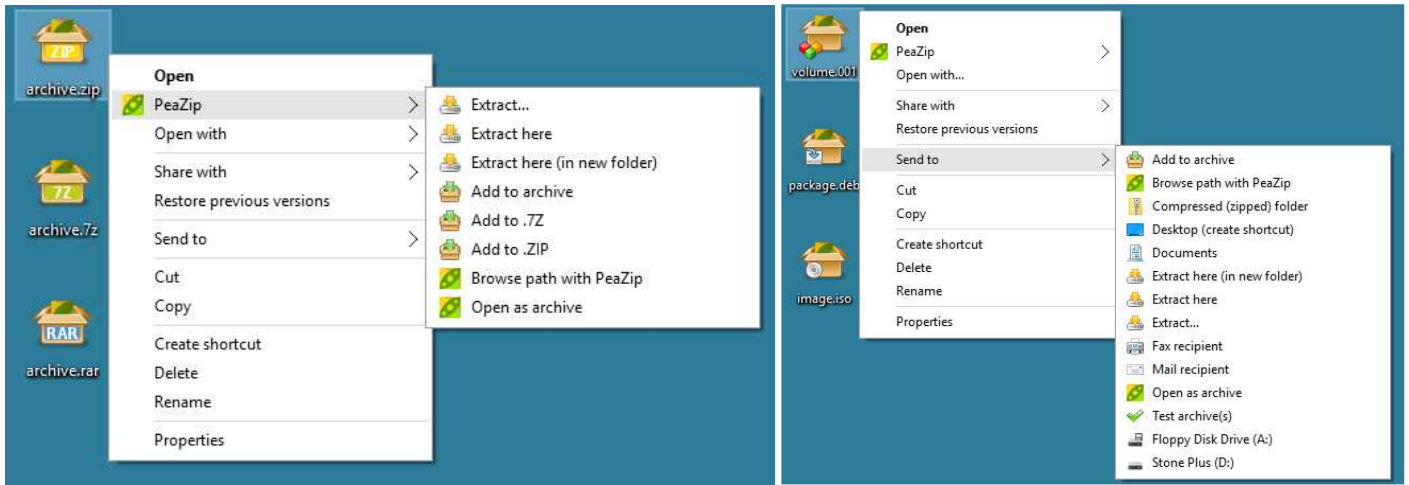 ZIP
archive.zip
7Z
archive.7z
RAR
archive.rar
Open
PeaZip
Open with
Share with
Restore previous versions
Send to
Cut
Copy
Create shortcut
Delete
Rename
Properties
Extract...
Extract here
Extract here (in new folder)
Add to archive
Add to .7Z
Add to .ZIP
Browse path with PeaZip
Open as archive
volume.001
package.deb
image.iso
Open
PeaZip
Open with...
Share with
Restore previous versions
Send to
Cut
Copy
Create shortcut
Delete
Rename
Properties
Add to archive
Browse path with PeaZip
Compressed (zipped) folder
Desktop (create shortcut)
Documents
Extract here (in new folder)
Extract here
Extract...
Fax recipient
Mail recipient
Open as archive
Test archive(s)
Floppy Disk Drive (A:)
Stone Plus (D:)